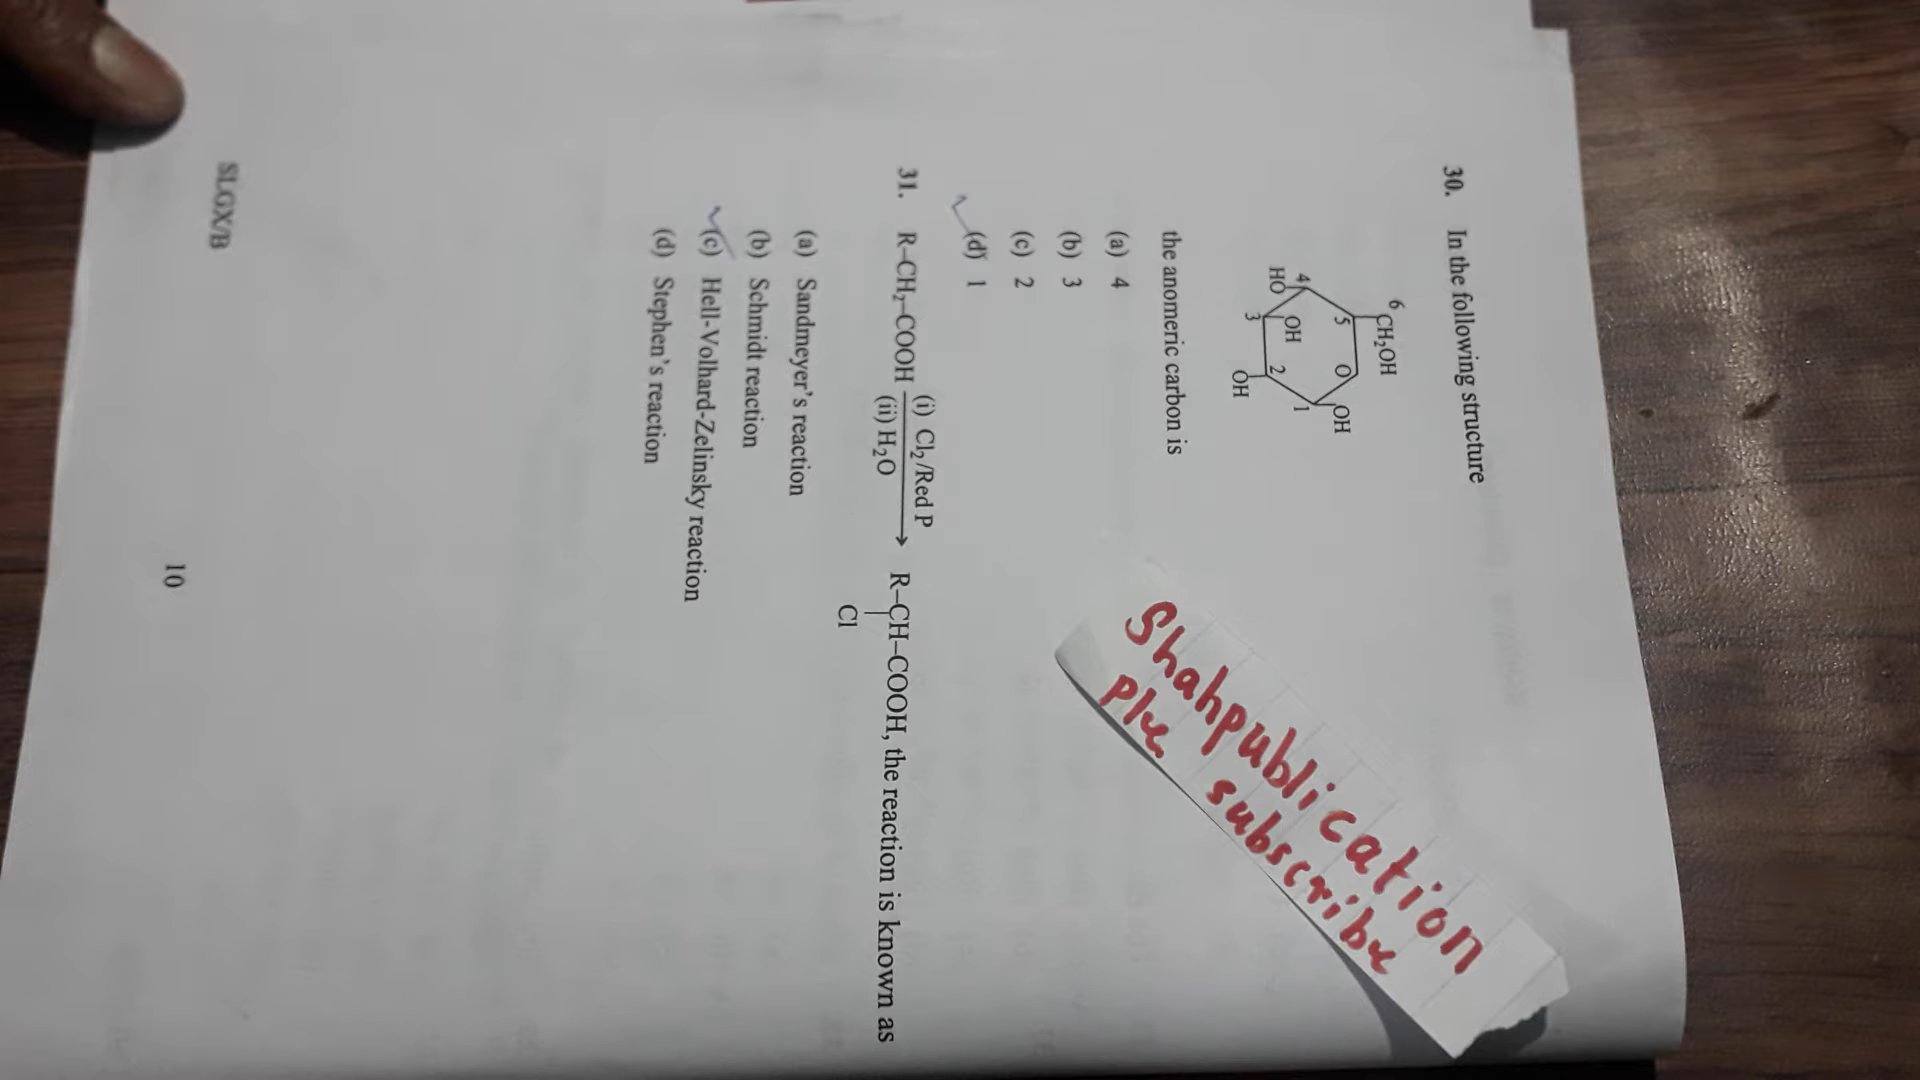 30. In the following structure
6 CH₂OH
5 O OH
4 OH 1
HO 3 2
OH
the anomeric carbon is
(a) 4
(b) 3
(c) 2
(d) 1
31. R–CH₂–COOH (i) Cl₂/Red P (ii) H₂O → R–CH–COOH, the reaction is known as
Cl
(a) Sandmeyer's reaction
(b) Schmidt reaction
(c) Hell-Volhard-Zelinsky reaction
(d) Stephen's reaction
SLGX/B 10
Shahpublication
plx subscribe